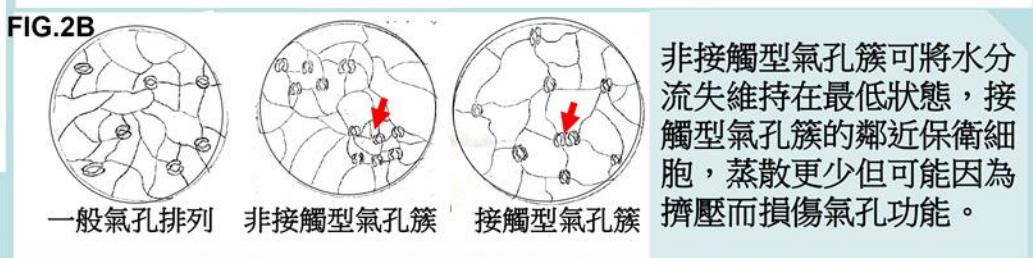 FIG.2B
一般氣孔排列
非接觸型氣孔簇
接觸型氣孔簇
非接觸型氣孔簇可將水分
流失維持在最低狀態，接
觸型氣孔簇的鄰近保衛細
胞，蒸散更少但可能因為
擠壓而損傷氣孔功能。